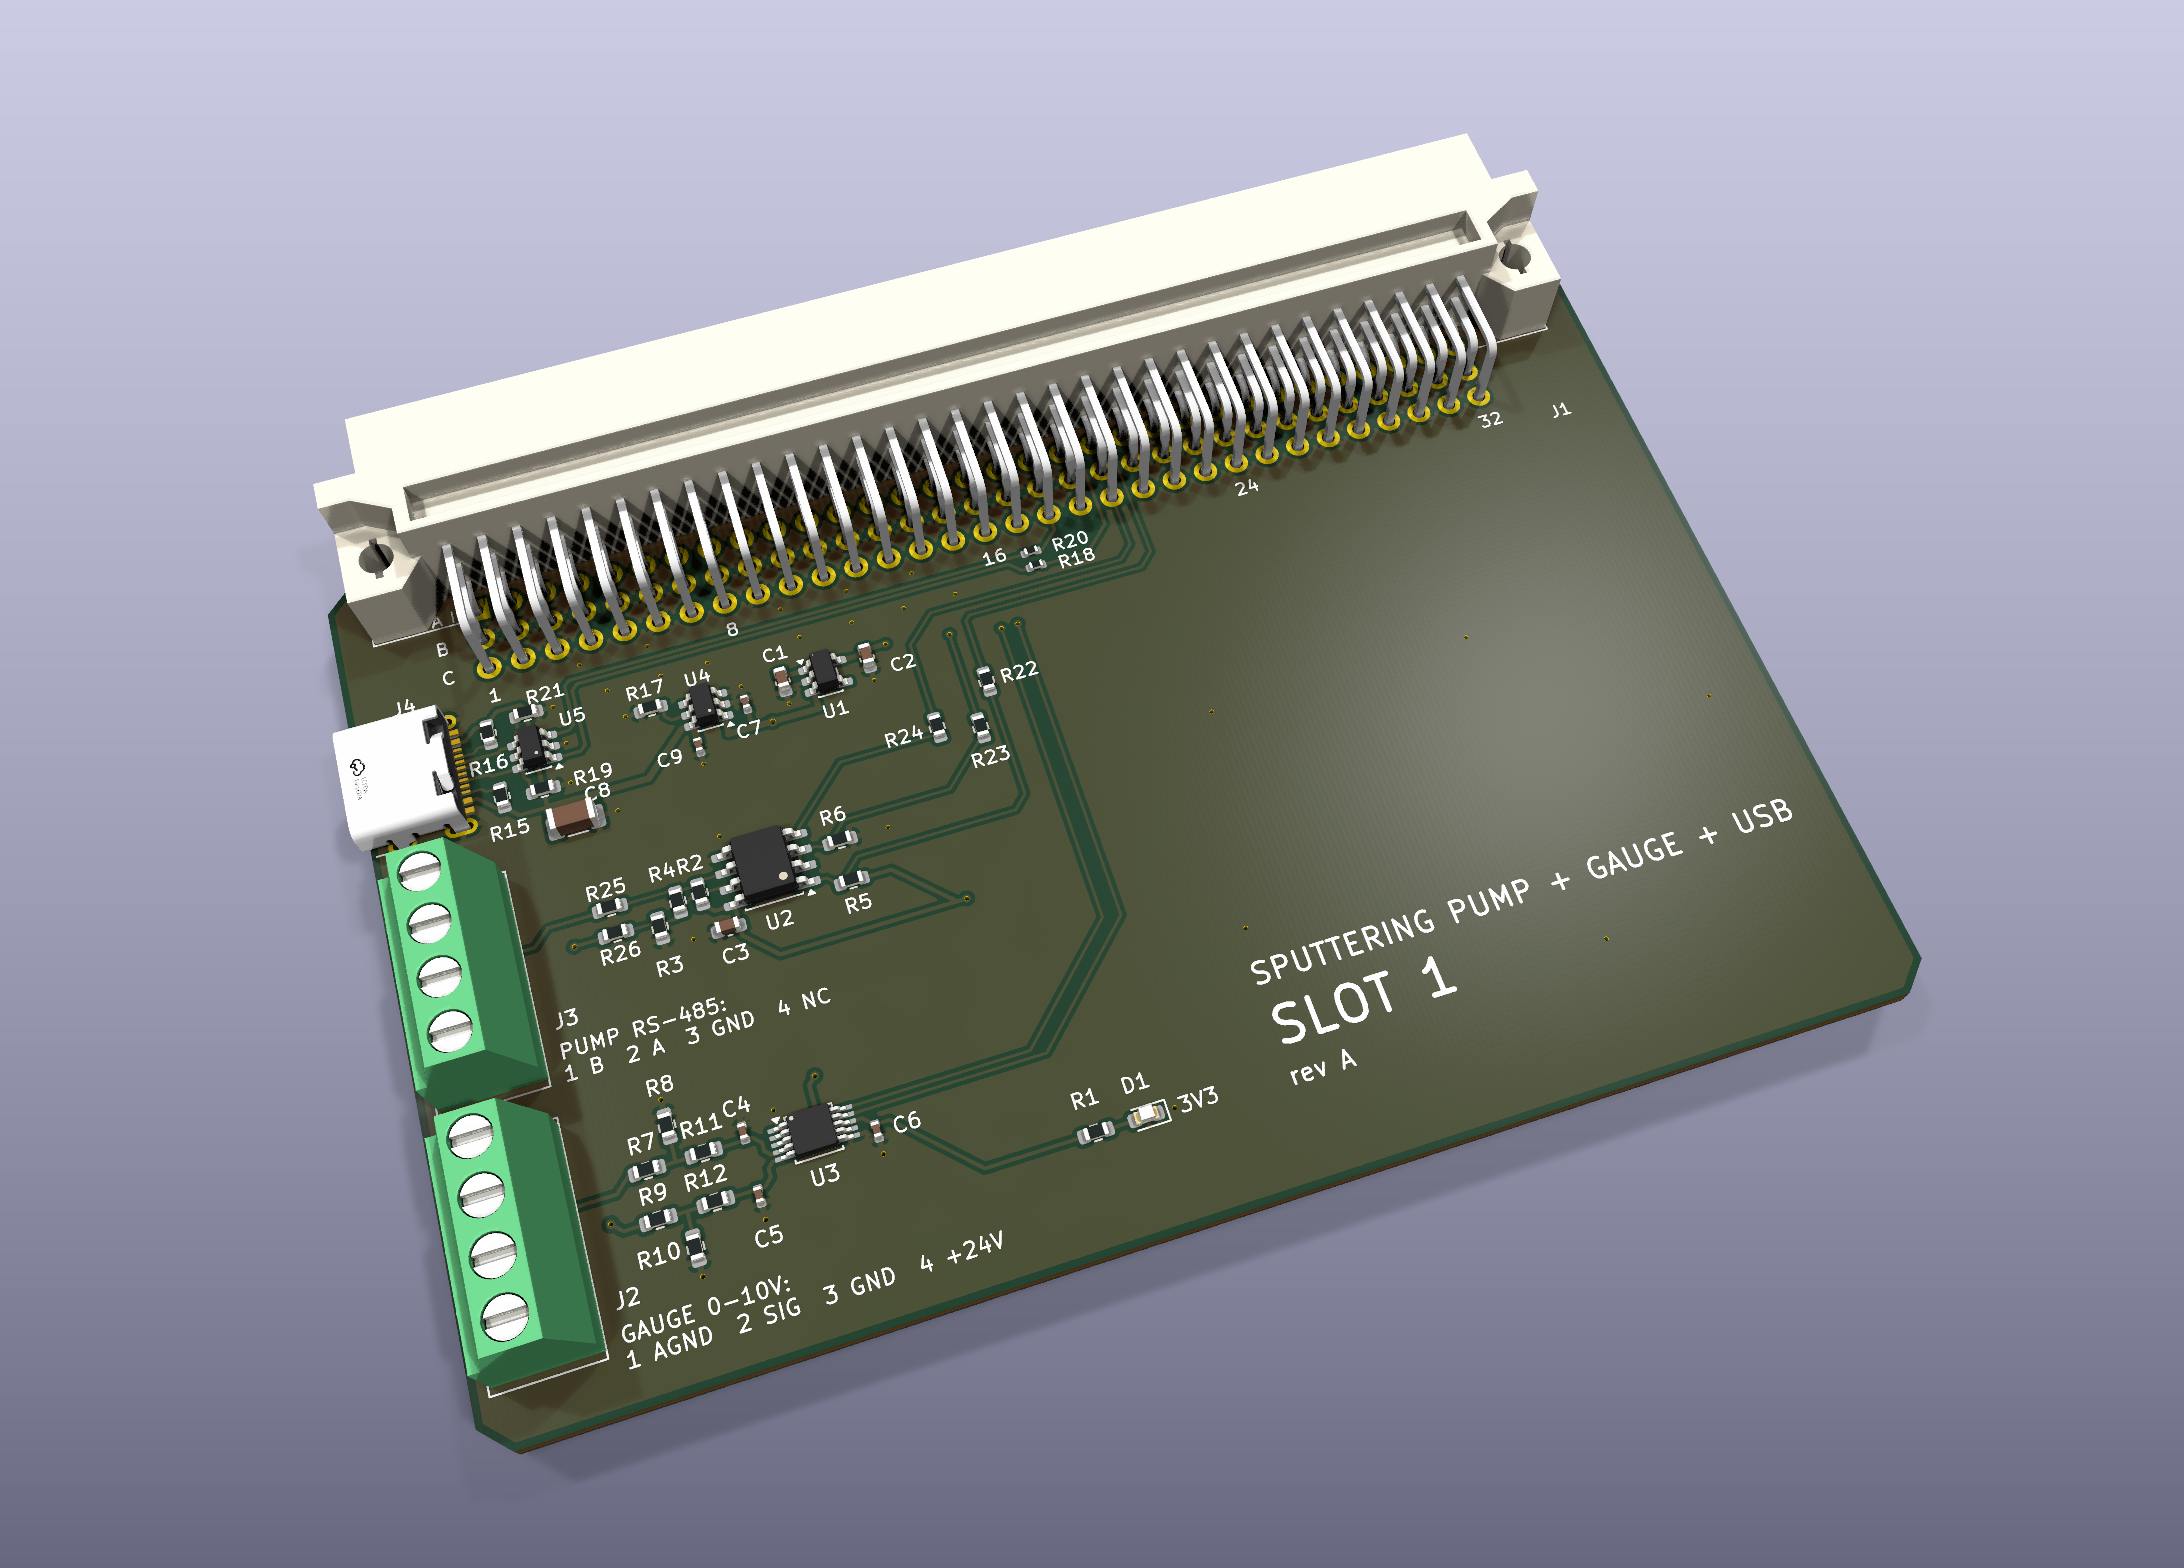 J1
32
24
16
R20
R18
8
A
B
C
1
J4
R21
U5
R17
U4
C1
C2
U1
C7
C9
R22
R24
R23
R16
R19
C8
R15
R6
R4
R2
R25
R5
U2
R26
R3
C3
J3
PUMP RS-485:
1 B 2 A 3 GND 4 NC
SPUTTERING PUMP + GAUGE + USB
SLOT 1
rev A
R8
C4
R11
R7
C6
R12
R9
U3
R1
D1
3V3
R10
C5
J2
GAUGE 0-10V:
1 AGND 2 SIG 3 GND 4 +24V